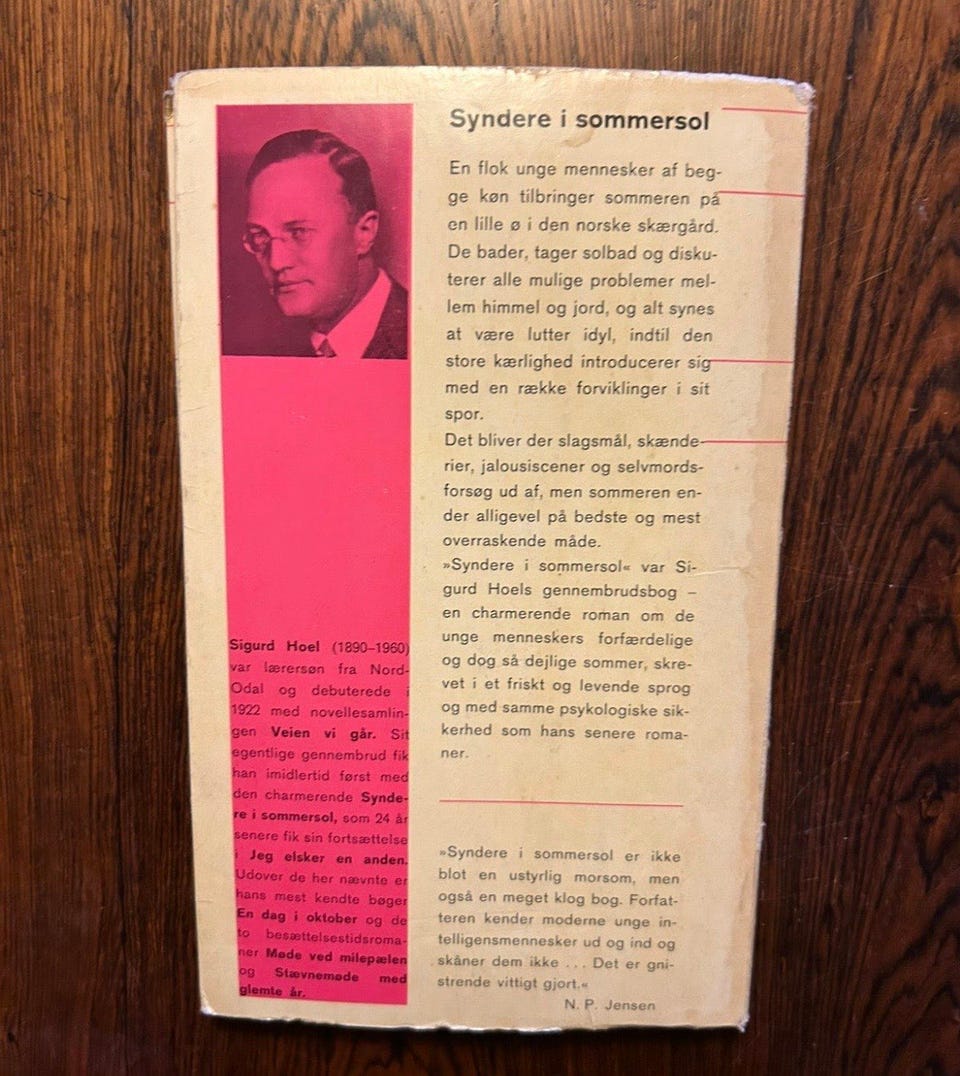 Syndere i sommersol
En flok unge mennesker af beg-
ge køn tilbringer sommeren på
en lille ø i den norske skærgård.
De bader, tager solbad og disku-
terer alle mulige problemer mel-
lem himmel og jord, og alt synes
at være lutter idyl, indtil den
store kærlighed introducerer sig
med en række forviklinger i sit
spor.
Det bliver der slagsmål, skænde-
rier, jalousiscener og selvmords-
forsøg ud af, men sommeren en-
der alligevel på bedste og mest
overraskende måde.
»Syndere i sommersol« var Si-
gurd Hoels gennembrudsbog –
en charmerende roman om de
unge menneskers forfærdelige
og dog så dejlige sommer, skre-
vet i et friskt og levende sprog
og med samme psykologiske sik-
kerhed som hans senere roma-
ner.
»Syndere i sommersol er ikke
blot en ustyrlig morsom, men
også en meget klog bog. Forfat-
teren kender moderne unge in-
telligensmennesker ud og ind og
skåner dem ikke ... Det er gni-
strende vittigt gjort.«
N. P. Jensen
Sigurd Hoel (1890–1960)
var lærersøn fra Nord-
Odal og debuterede i
1922 med novellesamlin-
gen Veien vi går. Sit
egentlige gennembrud fik
han imidlertid først med
den charmerende Synde-
re i sommersol, som 24 år
senere fik sin fortsættelse
i Jeg elsker en anden.
Udover de her nævnte er
hans mest kendte bøger
En dag i oktober og de
to besættelsestidsroma-
ner Møde ved milepælen
og Stævnemøde med
glemte år.